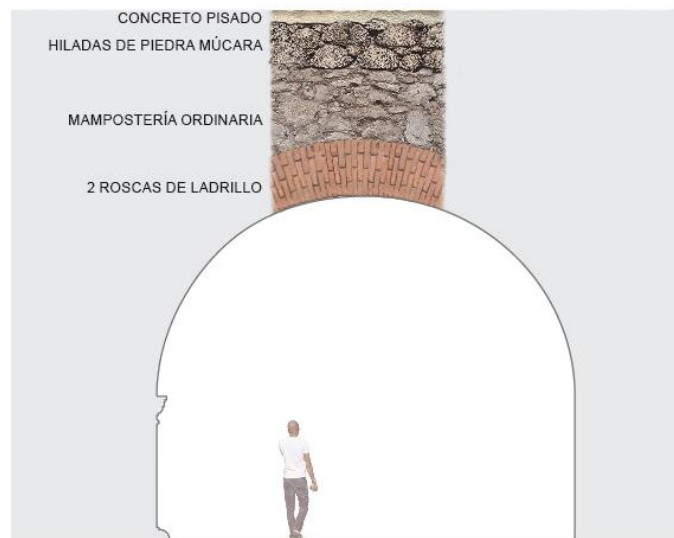 CONCRETO PISADO
HILADAS DE PIEDRA MÚCARA
MAMPOSTERÍA ORDINARIA
2 ROSCAS DE LADRILLO